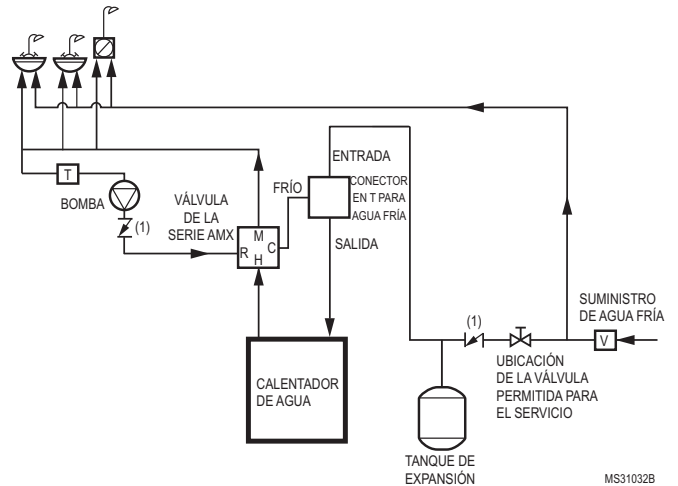 T
BOMBA
(1)
VÁLVULA
DE LA
SERIE AMX
M
R
C
H
FRÍO
ENTRADA
CONECTOR
EN T PARA
AGUA FRÍA
SALIDA
CALENTADOR
DE AGUA
(1)
TANQUE DE
EXPANSIÓN
UBICACIÓN
DE LA VÁLVULA
PERMITIDA PARA
EL SERVICIO
SUMINISTRO
DE AGUA FRÍA
V
MS31032B